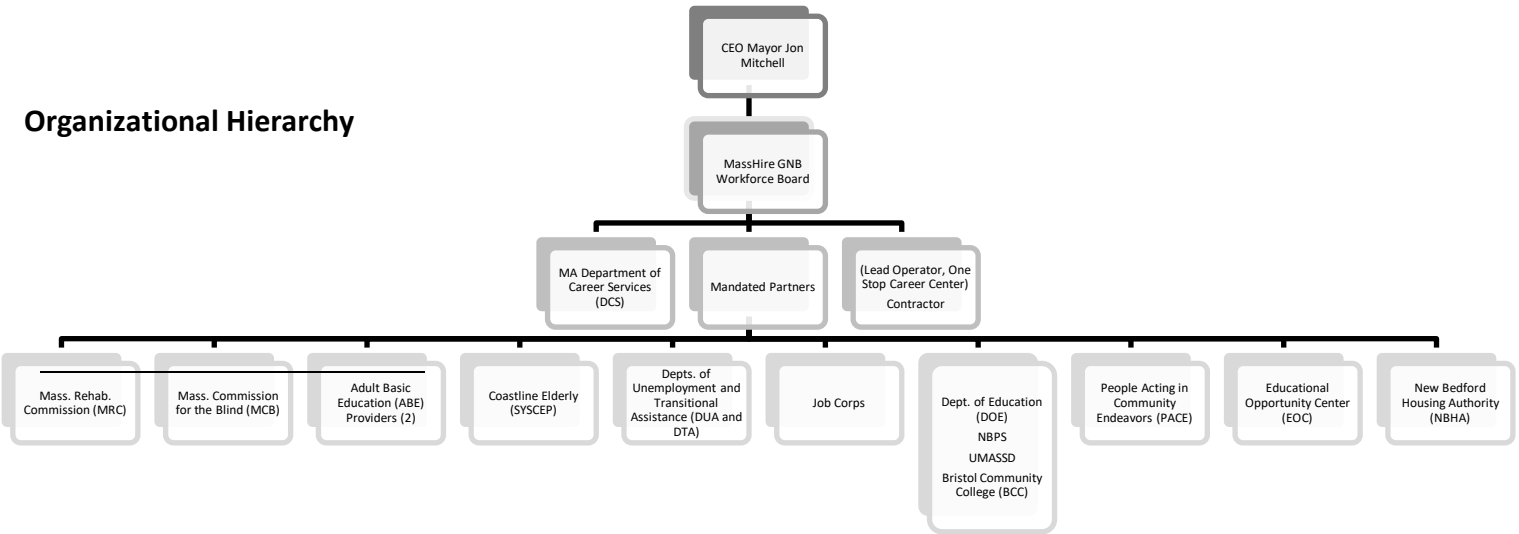 CEO Mayor Jon
Mitchell
Organizational Hierarchy
MassHire GNB
Workforce Board
MA Department of
Career Services
(DCS)
Mandated Partners
(Lead Operator, One
Stop Career Center)
Contractor
Mass. Rehab.
Commission (MRC)
Mass. Commission
for the Blind (MCB)
Adult Basic
Education (ABE)
Providers (2)
Coastline Elderly
(SYSCEP)
Depts. of
Unemployment and
Transitional
Assistance (DUA and
DTA)
Job Corps
Dept. of Education
(DOE)
NBPS
UMASSD
Bristol Community
College (BCC)
People Acting in
Community
Endeavors (PACE)
Educational
Opportunity Center
(EOC)
New Bedford
Housing Authority
(NBHA)